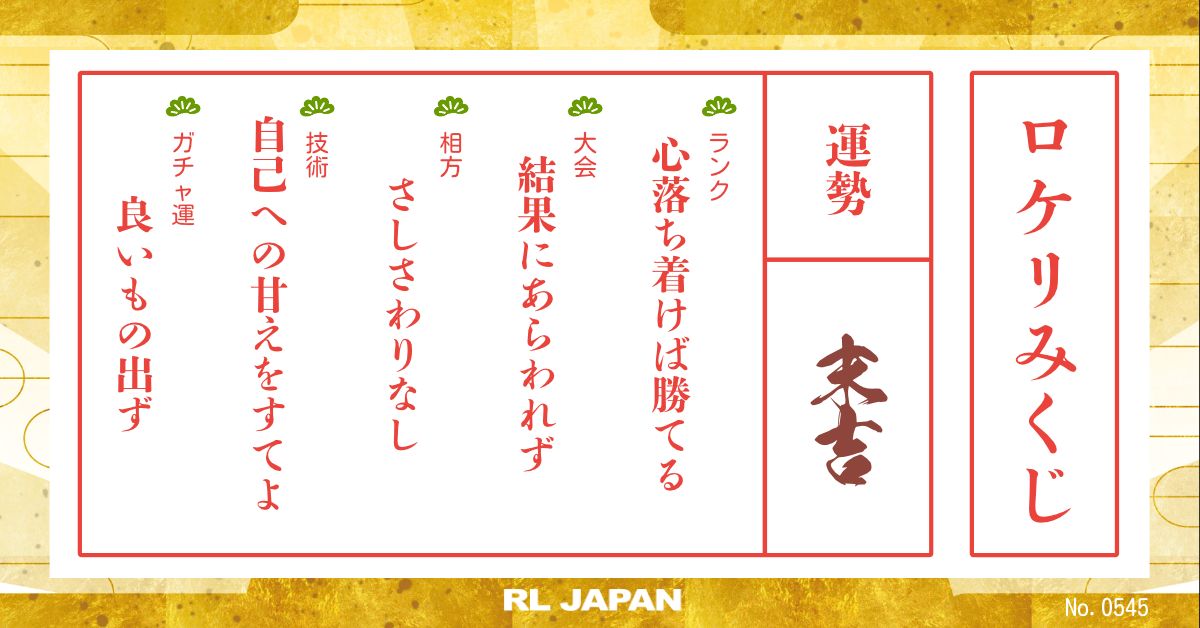 ロケリみくじ
運勢
末吉
ランク
心落ち着けば勝てる
大会
結果にあらわれず
相方
さしさわりなし
技術
自己への甘えをすてよ
ガチャ運
良いもの出ず
RL JAPAN
No. 0545